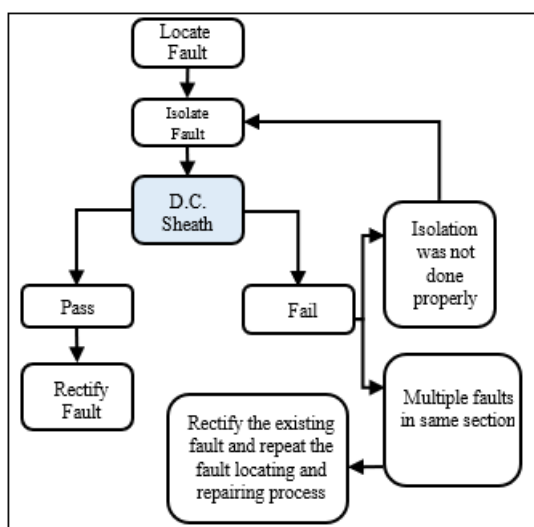 Locate
Fault
Isolate
Fault
D.C.
Sheath
Pass
Rectify
Fault
Fail
Isolation
was not
done
properly
Multiple faults
in same section
Rectify the existing
fault and repeat the
fault locating and
repairing process